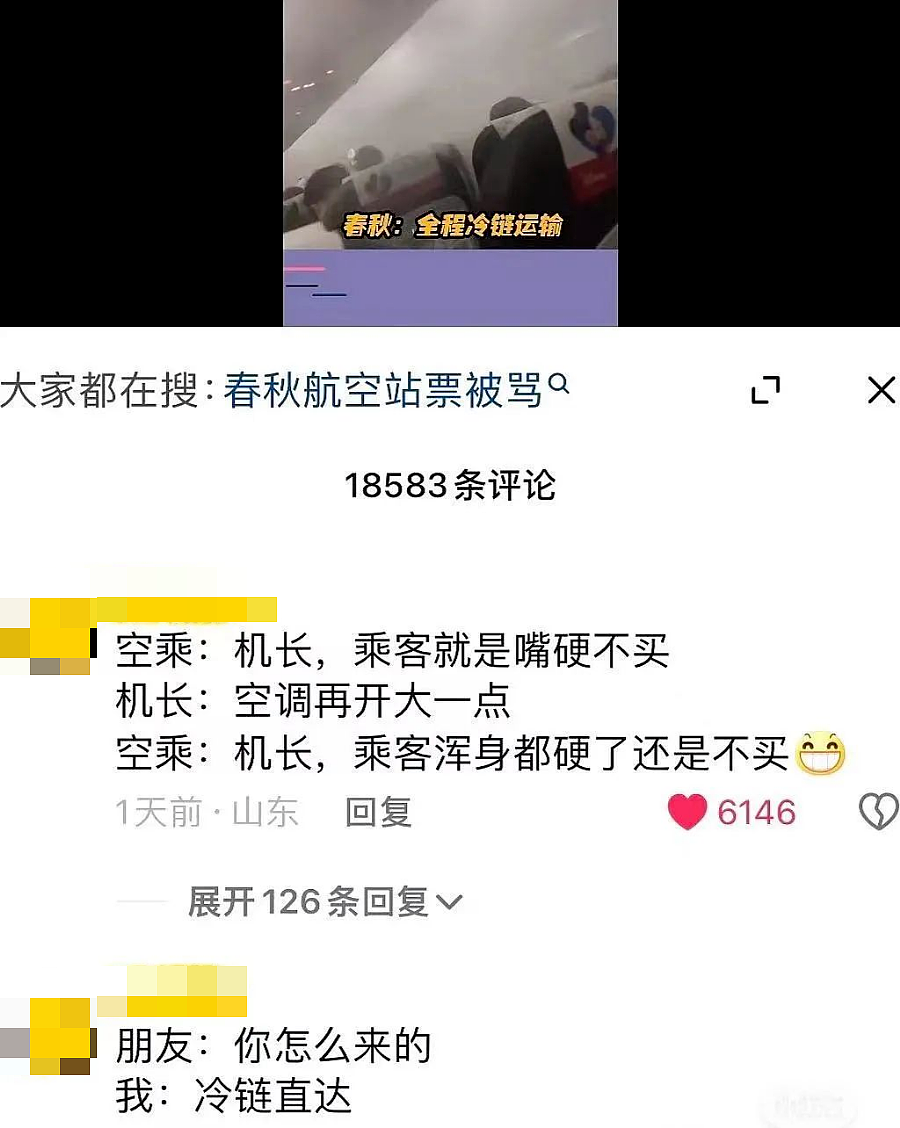 春秋：全程冷链运输
大家都在搜：春秋航空站票被骂
18583条评论
空乘：机长，乘客就是嘴硬不买
机长：空调再开大一点
空乘：机长，乘客浑身都硬了还是不买😁
1天前·山东 回复 6146
展开126条回复
朋友：你怎么来的
我：冷链直达